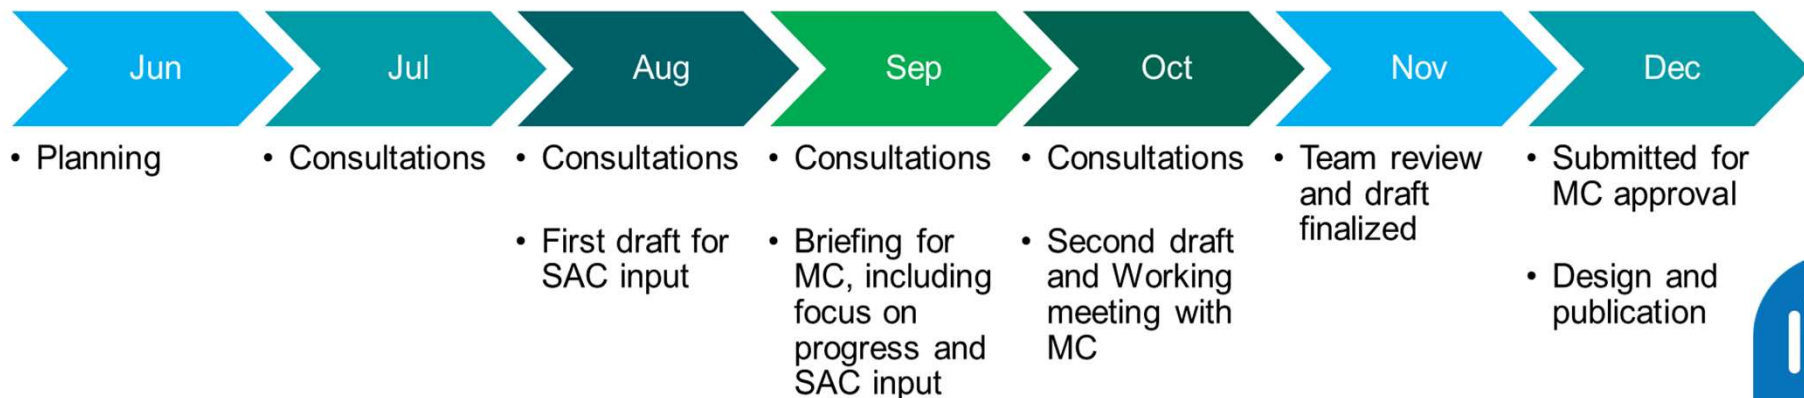 Jun
Jul
Aug
Sep
Oct
Nov
Dec
• Planning
• Consultations
• Consultations
• First draft for
SAC input
• Consultations
• Briefing for
MC, including
focus on
progress and
SAC input
• Consultations
• Second draft
and Working
meeting with
MC
• Team review
and draft
finalized
• Submitted for
MC approval
• Design and
publication